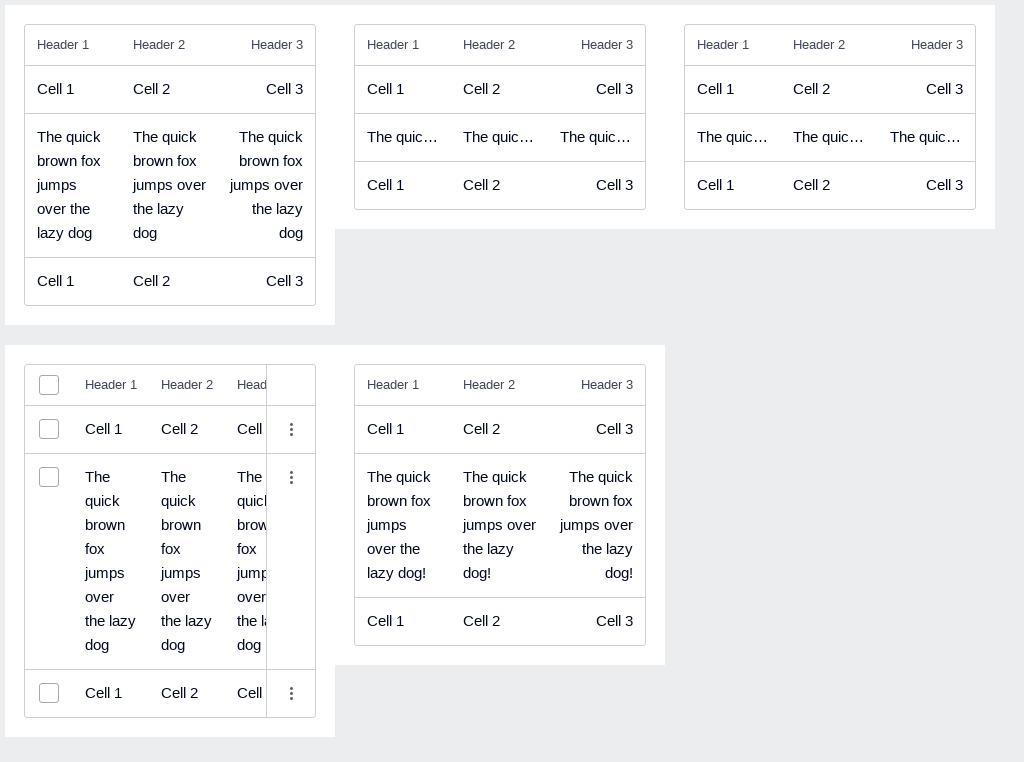 Header 1 Header 2 Header 3
Cell 1 Cell 2 Cell 3
The quick The quick The quick
brown fox brown fox brown fox
jumps jumps over jumps over
over the the lazy the lazy
lazy dog dog dog
Cell 1 Cell 2 Cell 3
Header 1 Header 2 Header 3
Cell 1 Cell 2 Cell 3
The quic… The quic… The quic…
Cell 1 Cell 2 Cell 3
Header 1 Header 2 Header 3
Cell 1 Cell 2 Cell 3
The quic… The quic… The quic…
Cell 1 Cell 2 Cell 3
Header 1 Header 2 Head
Cell 1 Cell 2 Cell
The The The
quick quick quick
brown brown brow
fox fox fox
jumps jumps jump
over over over
the lazy the lazy the la
dog dog dog
Cell 1 Cell 2 Cell
Header 1 Header 2 Header 3
Cell 1 Cell 2 Cell 3
The quick The quick The quick
brown fox brown fox brown fox
jumps jumps over jumps over
over the the lazy the lazy
lazy dog! dog! dog!
Cell 1 Cell 2 Cell 3